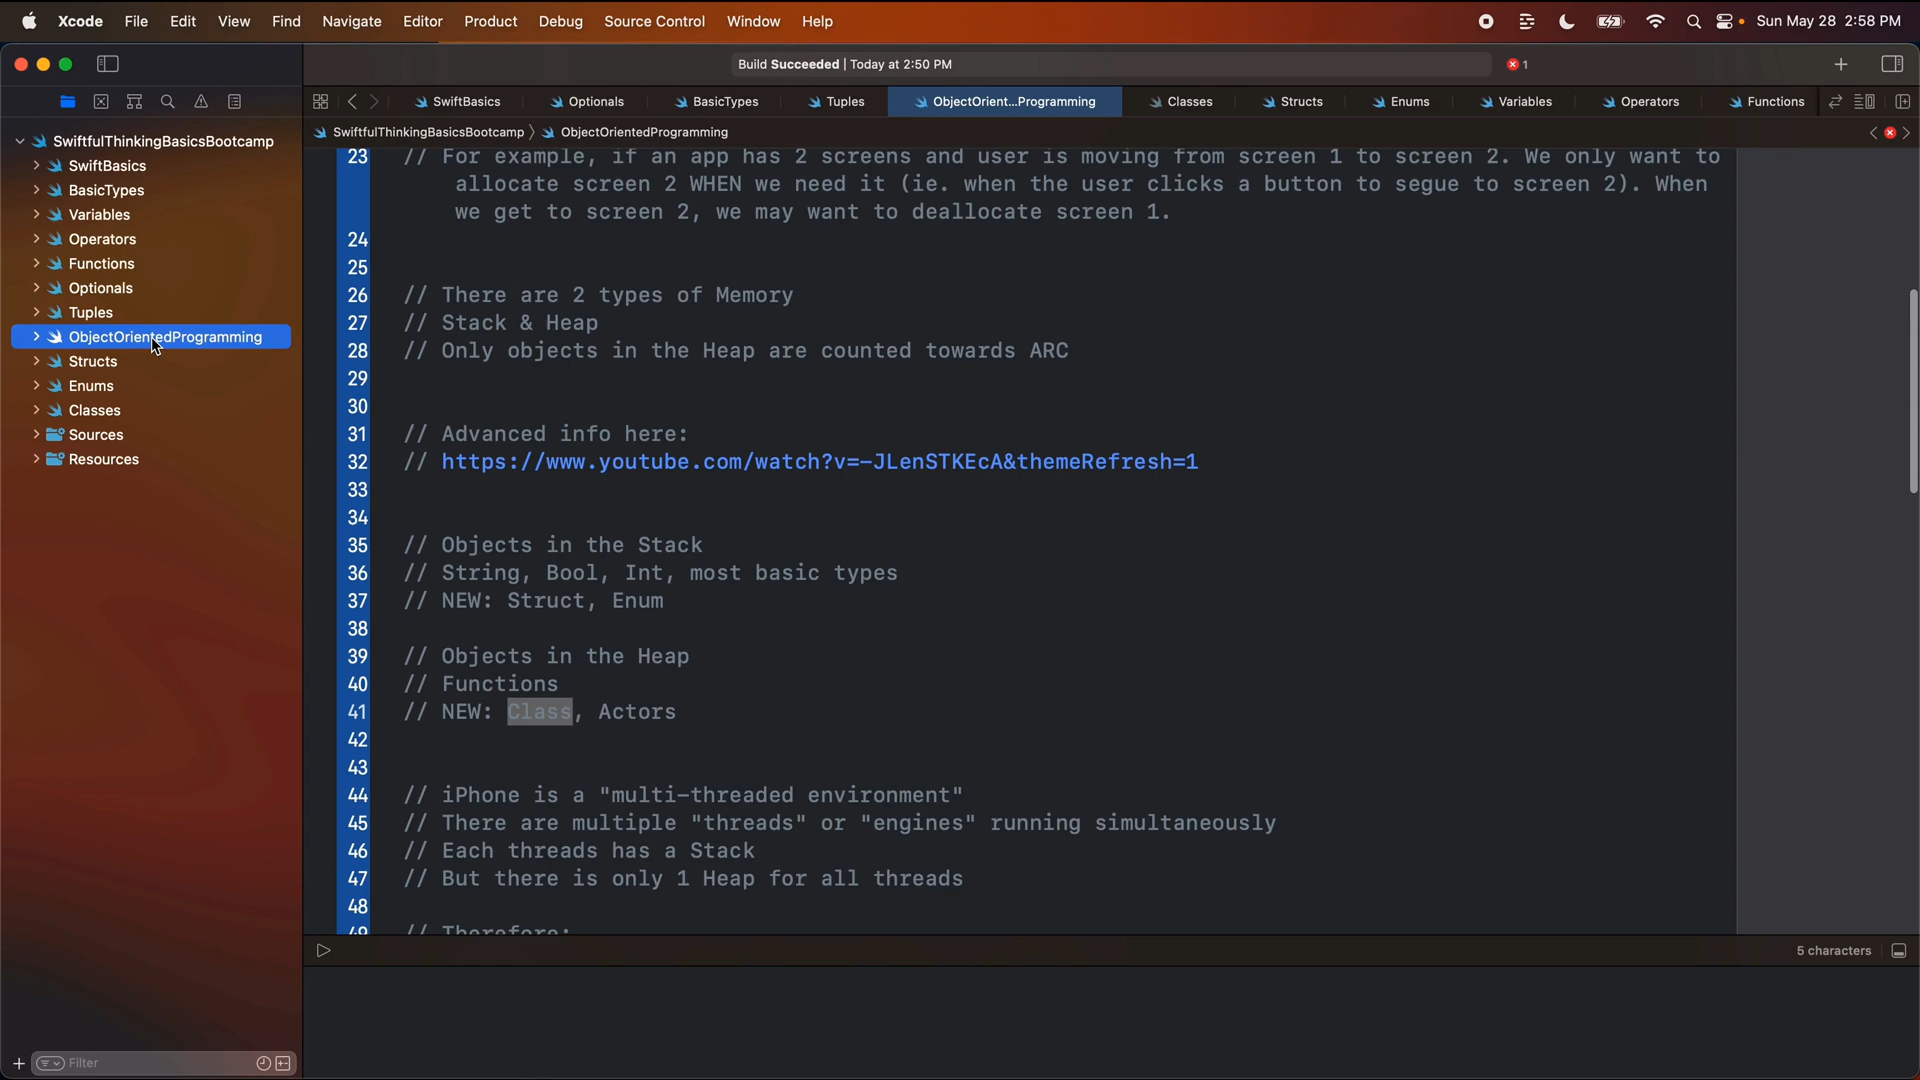 Xcode File Edit View Find Navigate Editor Product Debug Source Control Window Help Sun May 28 2:58 PM
Build Succeeded | Today at 2:50 PM 1
SwiftBasics Optionals BasicTypes Tuples ObjectOrient...Programming Classes Structs Enums Variables Operators Functions
SwiftfulThinkingBasicsBootcamp ObjectOrientedProgramming
SwiftfulThinkingBasicsBootcamp
SwiftBasics
BasicTypes
Variables
Operators
Functions
Optionals
Tuples
ObjectOrientedProgramming
Structs
Enums
Classes
Sources
Resources
Filter
23 // For example, if an app has 2 screens and user is moving from screen 1 to screen 2. We only want to
allocate screen 2 WHEN we need it (ie. when the user clicks a button to segue to screen 2). When
we get to screen 2, we may want to deallocate screen 1.
24
25
26 // There are 2 types of Memory
27 // Stack & Heap
28 // Only objects in the Heap are counted towards ARC
29
30
31 // Advanced info here:
32 // https://www.youtube.com/watch?v=-JLenSTKEcA&themeRefresh=1
33
34
35 // Objects in the Stack
36 // String, Bool, Int, most basic types
37 // NEW: Struct, Enum
38
39 // Objects in the Heap
40 // Functions
41 // NEW: Class, Actors
42
43
44 // iPhone is a "multi-threaded environment"
45 // There are multiple "threads" or "engines" running simultaneously
46 // Each threads has a Stack
47 // But there is only 1 Heap for all threads
48
49 // Therefore:
5 characters